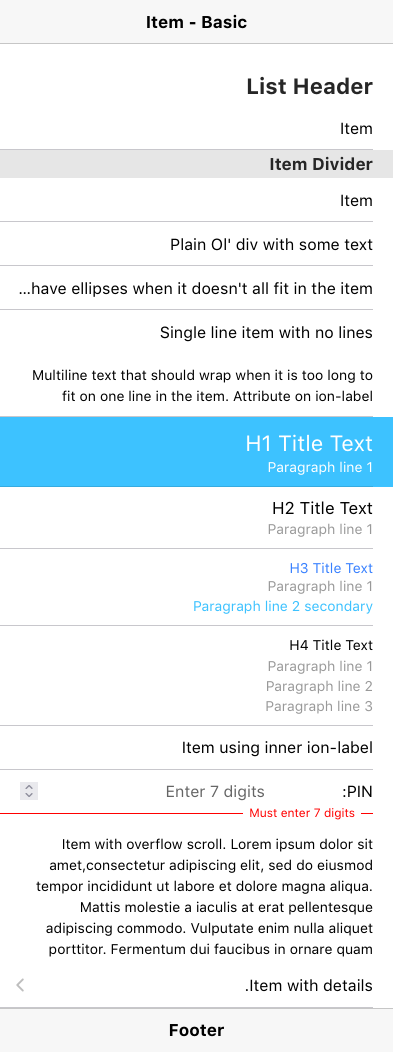 Item - Basic
List Header
Item
Item Divider
Item
Plain Ol' div with some text
...have ellipses when it doesn't all fit in the item
Single line item with no lines
Multiline text that should wrap when it is too long to
fit on one line in the item. Attribute on ion-label
H1 Title Text
Paragraph line 1
H2 Title Text
Paragraph line 1
H3 Title Text
Paragraph line 1
Paragraph line 2 secondary
H4 Title Text
Paragraph line 1
Paragraph line 2
Paragraph line 3
Item using inner ion-label
:PIN Enter 7 digits
Must enter 7 digits
Item with overflow scroll. Lorem ipsum dolor sit
amet,consectetur adipiscing elit, sed do eiusmod
tempor incididunt ut labore et dolore magna aliqua.
Mattis molestie a iaculis at erat pellentesque
adipiscing commodo. Vulputate enim nulla aliquet
porttitor. Fermentum dui faucibus in ornare quam
.Item with details
Footer